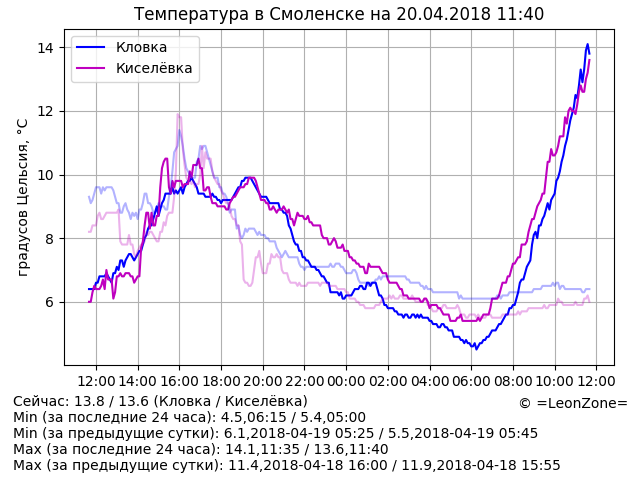 Температура в Смоленске на 20.04.2018 11:40
Кловка
Киселёвка
градусов Цельсия, °C
14
12
10
8
6
12:00 14:00 16:00 18:00 20:00 22:00 00:00 02:00 04:00 06:00 08:00 10:00 12:00
Сейчас: 13.8 / 13.6 (Кловка / Киселёвка)
© =LeonZone=
Min (за последние 24 часа): 4.5,06:15 / 5.4,05:00
Min (за предыдущие сутки): 6.1,2018-04-19 05:25 / 5.5,2018-04-19 05:45
Max (за последние 24 часа): 14.1,11:35 / 13.6,11:40
Max (за предыдущие сутки): 11.4,2018-04-18 16:00 / 11.9,2018-04-18 15:55